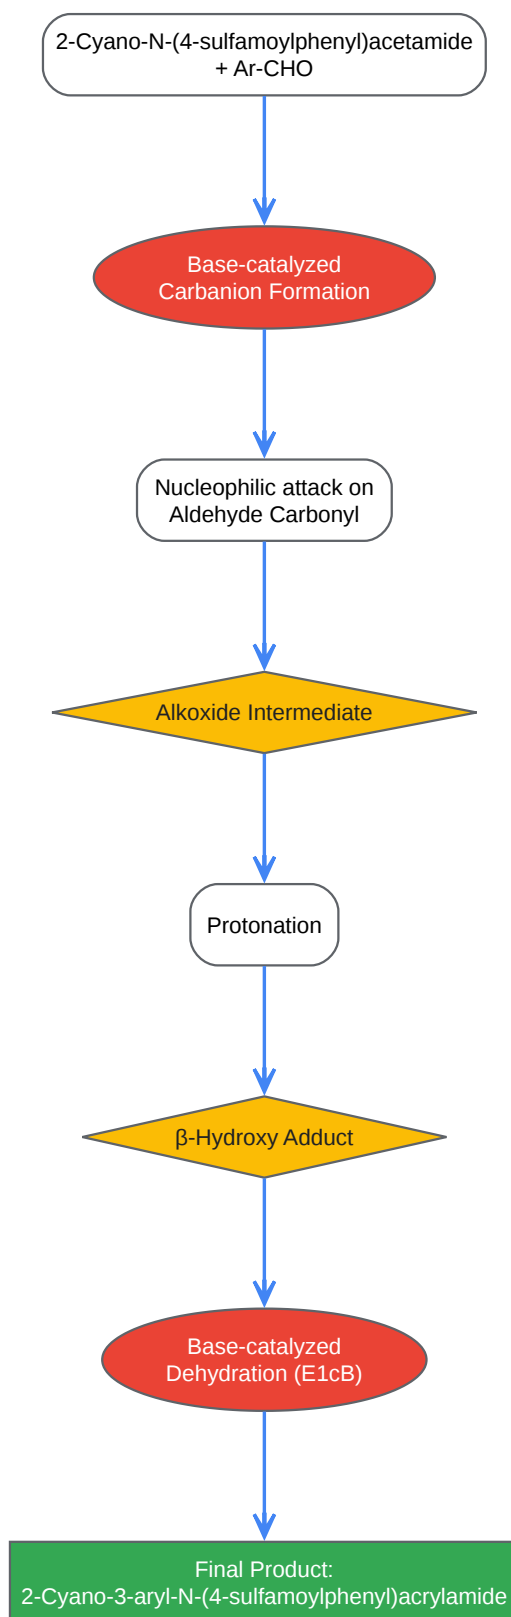 2-Cyano-N-(4-sulfamoylphenyl)acetamide
+ Ar-CHO
Base-catalyzed
Carbanion Formation
Nucleophilic attack on
Aldehyde Carbonyl
Alkoxide Intermediate
Protonation
β-Hydroxy Adduct
Base-catalyzed
Dehydration (E1cB)
Final Product:
2-Cyano-3-aryl-N-(4-sulfamoylphenyl)acrylamide